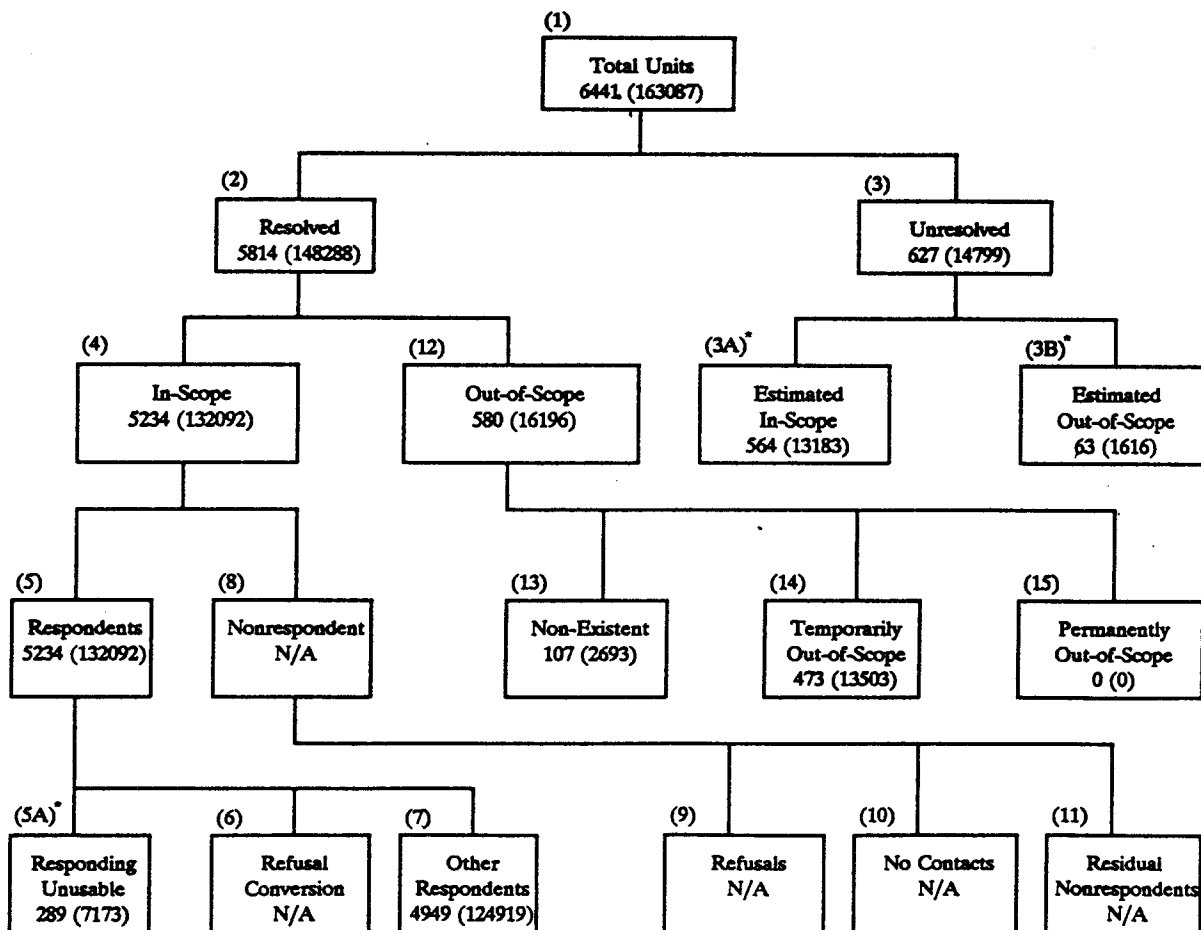 (1)
Total Units
6441 (163087)
(2)
Resolved
5814 (148288)
(3)
Unresolved
627 (14799)
(4)
In-Scope
5234 (132092)
(12)
Out-of-Scope
580 (16196)
(3A)*
Estimated
In-Scope
564 (13183)
(3B)*
Estimated
Out-of-Scope
63 (1616)
(5)
Respondents
5234 (132092)
(8)
Nonrespondent
N/A
(13)
Non-Existent
107 (2693)
(14)
Temporarily
Out-of-Scope
473 (13503)
(15)
Permanently
Out-of-Scope
0 (0)
(5A)*
Responding
Unusable
289 (7173)
(6)
Refusal
Conversion
N/A
(7)
Other
Respondents
4949 (124919)
(9)
Refusals
N/A
(10)
No Contacts
N/A
(11)
Residual
Nonrespondents
N/A